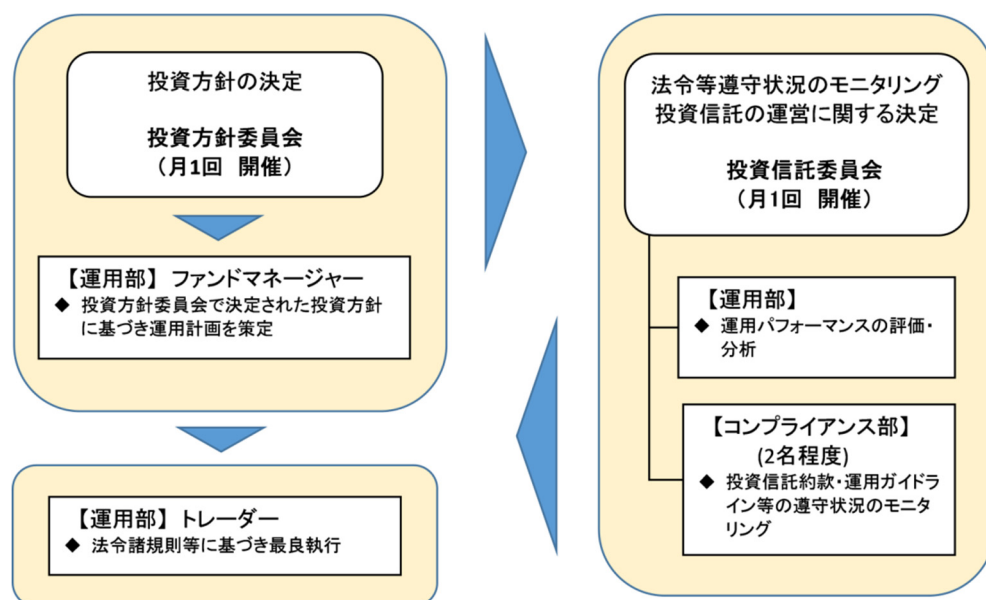 投資方針の決定
投資方針委員会
（月1回　開催）
【運用部】 ファンドマネージャー
◆ 投資方針委員会で決定された投資方針
に基づき運用計画を策定
【運用部】 トレーダー
◆ 法令諸規則等に基づき最良執行
法令等遵守状況のモニタリング
投資信託の運営に関する決定
投資信託委員会
（月1回　開催）
【運用部】
◆ 運用パフォーマンスの評価・
分析
【コンプライアンス部】
(2名程度)
◆ 投資信託約款・運用ガイドラ
イン等の遵守状況のモニタ
リング